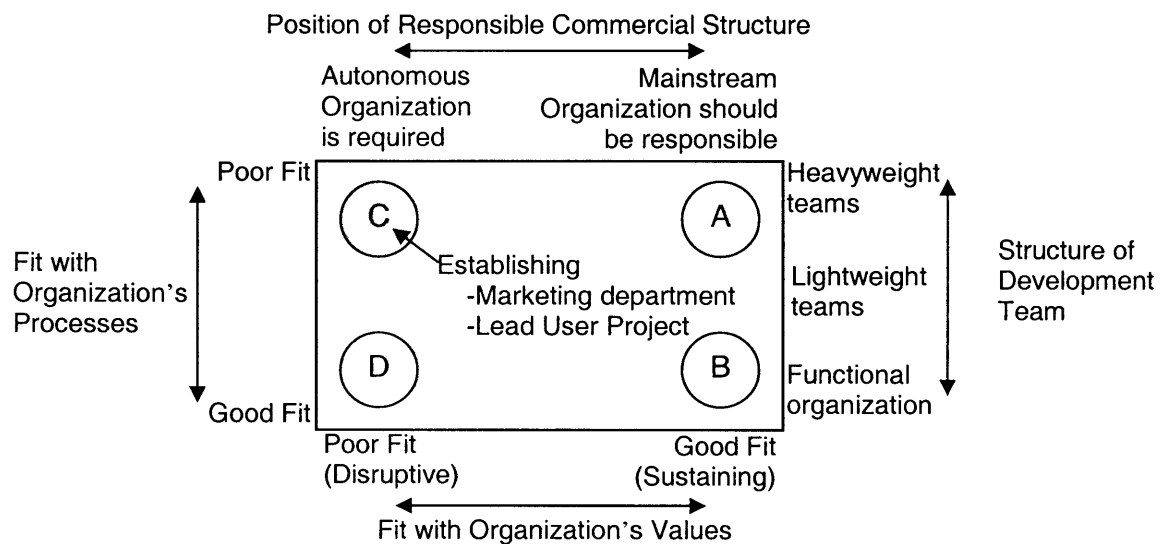 Position of Responsible Commercial Structure
Autonomous
Organization
is required
Mainstream
Organization should
be responsible
Poor Fit
Heavyweight
teams
C
A
Fit with
Organization's
Processes
Establishing
-Marketing department
-Lead User Project
Lightweight
teams
Structure of
Development
Team
D
B
Good Fit
Functional
organization
Poor Fit
(Disruptive)
Good Fit
(Sustaining)
Fit with Organization's Values